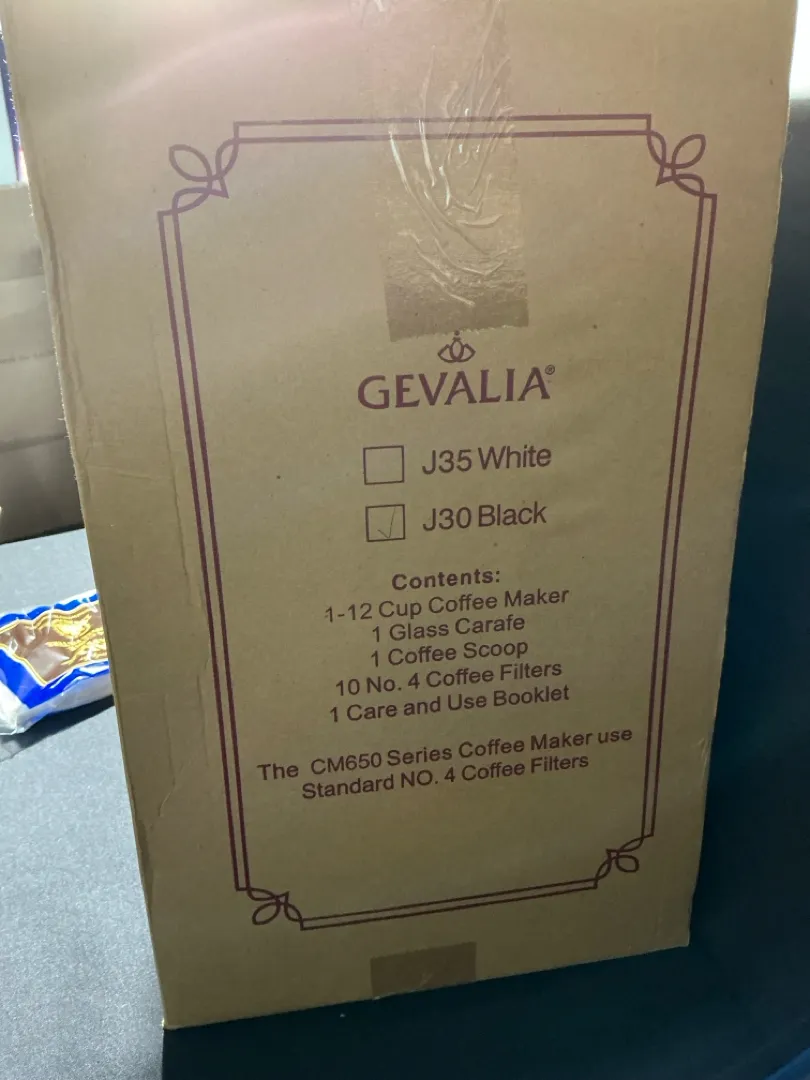 GEVALIA®
J35 White
J30 Black
Contents:
1-12 Cup Coffee Maker
1 Glass Carafe
1 Coffee Scoop
10 No. 4 Coffee Filters
1 Care and Use Booklet
The CM650 Series Coffee Maker use
Standard NO. 4 Coffee Filters